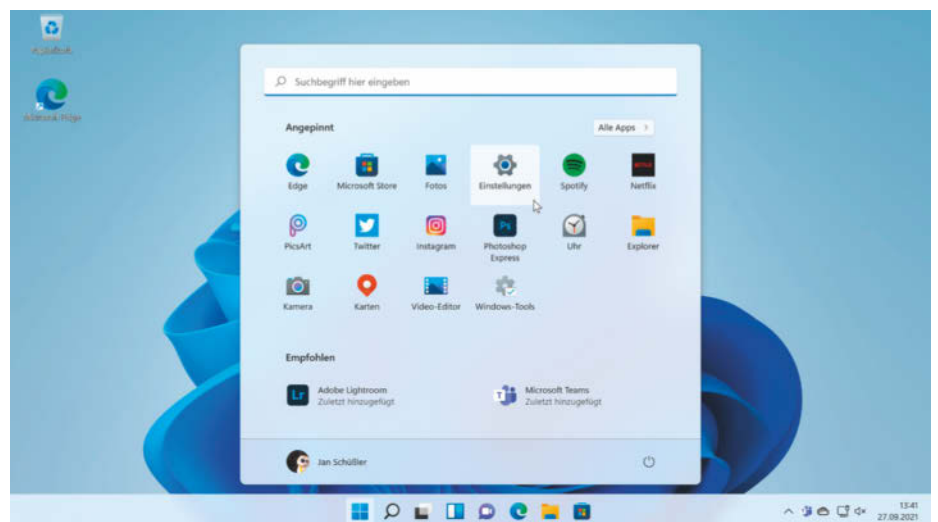 Suchbegriff hier eingeben
Angepinnt
Alle Apps
Edge
Microsoft Store
Fotos
Einstellungen
Spotify
Netflix
PicsArt
Twitter
Instagram
Photoshop
Express
Uhr
Explorer
Kamera
Karten
Video-Editor
Windows-Tools
Empfohlen
Lr
Adobe Lightroom
Zuletzt hinzugefügt
Microsoft Teams
Zuletzt hinzugefügt
Jan Schüßler
13:41
27.09.2021